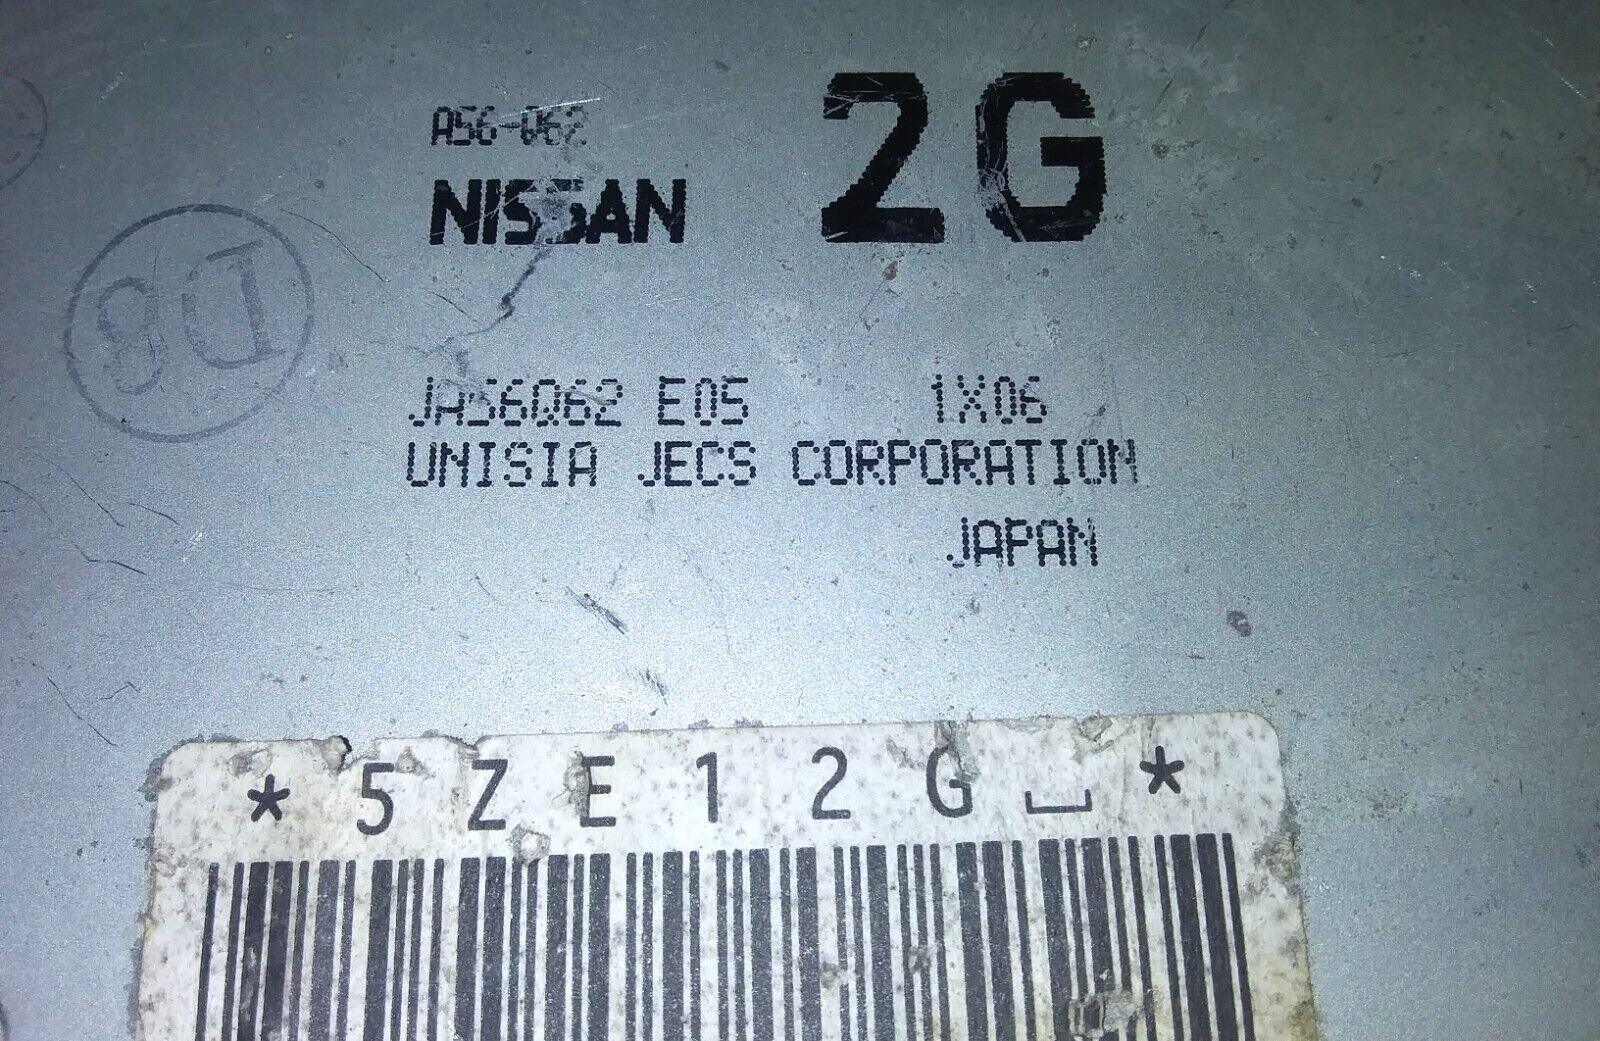 A56-Q62
NISSAN 2G
D8
JA56Q62 E05 1X06
UNISIA JECS CORPORATION
JAPAN
*5ZE12G⎵*